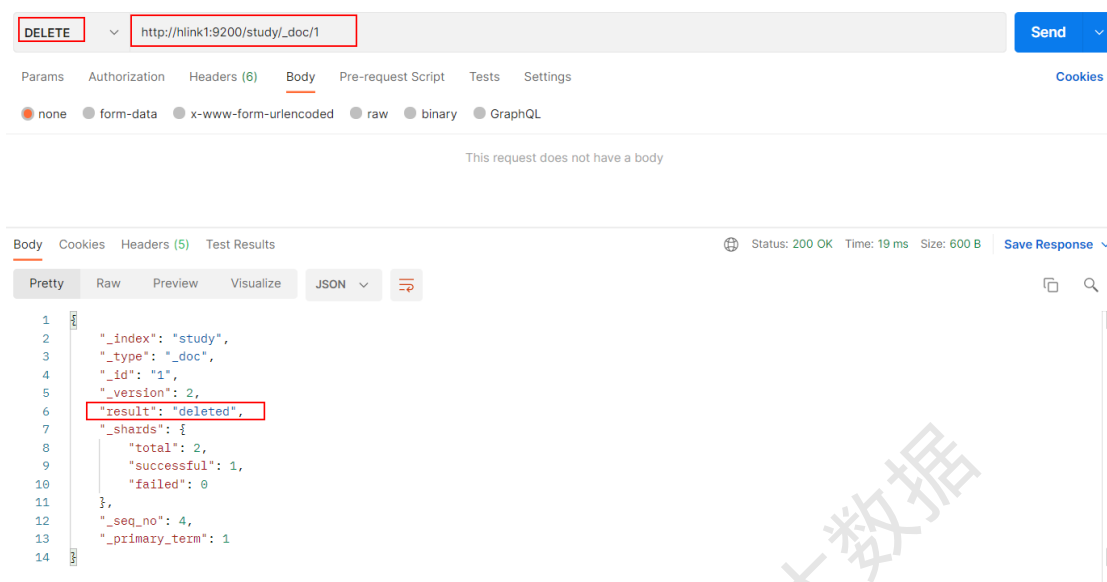 DELETE http://hlink1:9200/study/_doc/1 Send
Params Authorization Headers (6) Body Pre-request Script Tests Settings Cookies
none form-data x-www-form-urlencoded raw binary GraphQL
This request does not have a body
Body Cookies Headers (5) Test Results Status: 200 OK Time: 19 ms Size: 600 B Save Response
Pretty Raw Preview Visualize JSON
1 {
2 "_index": "study",
3 "_type": "_doc",
4 "_id": "1",
5 "_version": 2,
6 "result": "deleted",
7 "_shards": {
8 "total": 2,
9 "successful": 1,
10 "failed": 0
11 },
12 "_seq_no": 4,
13 "_primary_term": 1
14 }
大数据